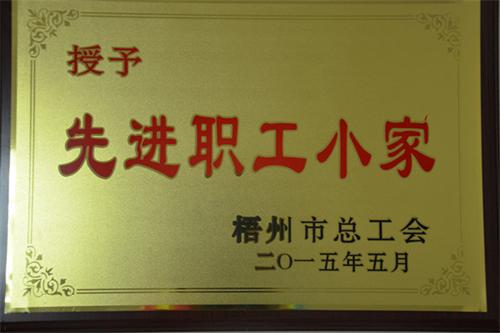 授予
先进职工小家
梧州市总工会
二〇一五年五月